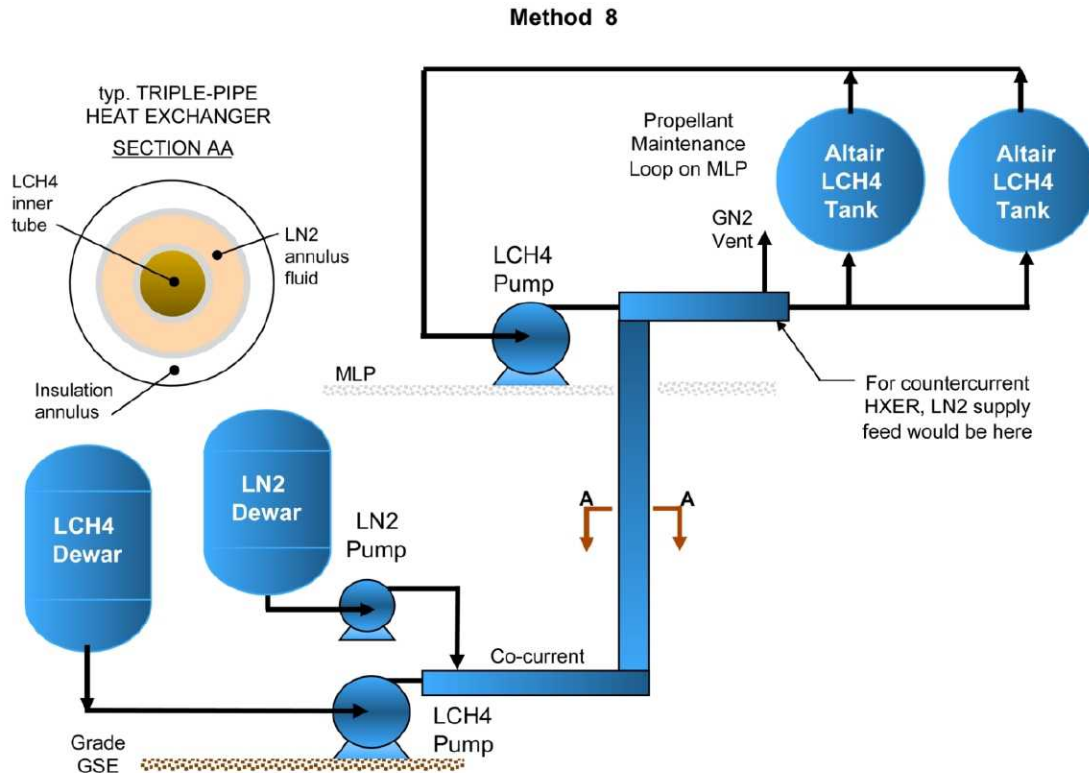 Method 8
typ. TRIPLE-PIPE
HEAT EXCHANGER
SECTION AA
LCH4
inner
tube
LN2
annulus
fluid
Insulation
annulus
Propellant
Maintenance
Loop on MLP
Altair
LCH4
Tank
Altair
LCH4
Tank
GN2
Vent
LCH4
Pump
MLP
For countercurrent
HXER, LN2 supply
feed would be here
LCH4
Dewar
LN2
Dewar
LN2
Pump
A
A
Co-current
LCH4
Pump
Grade
GSE